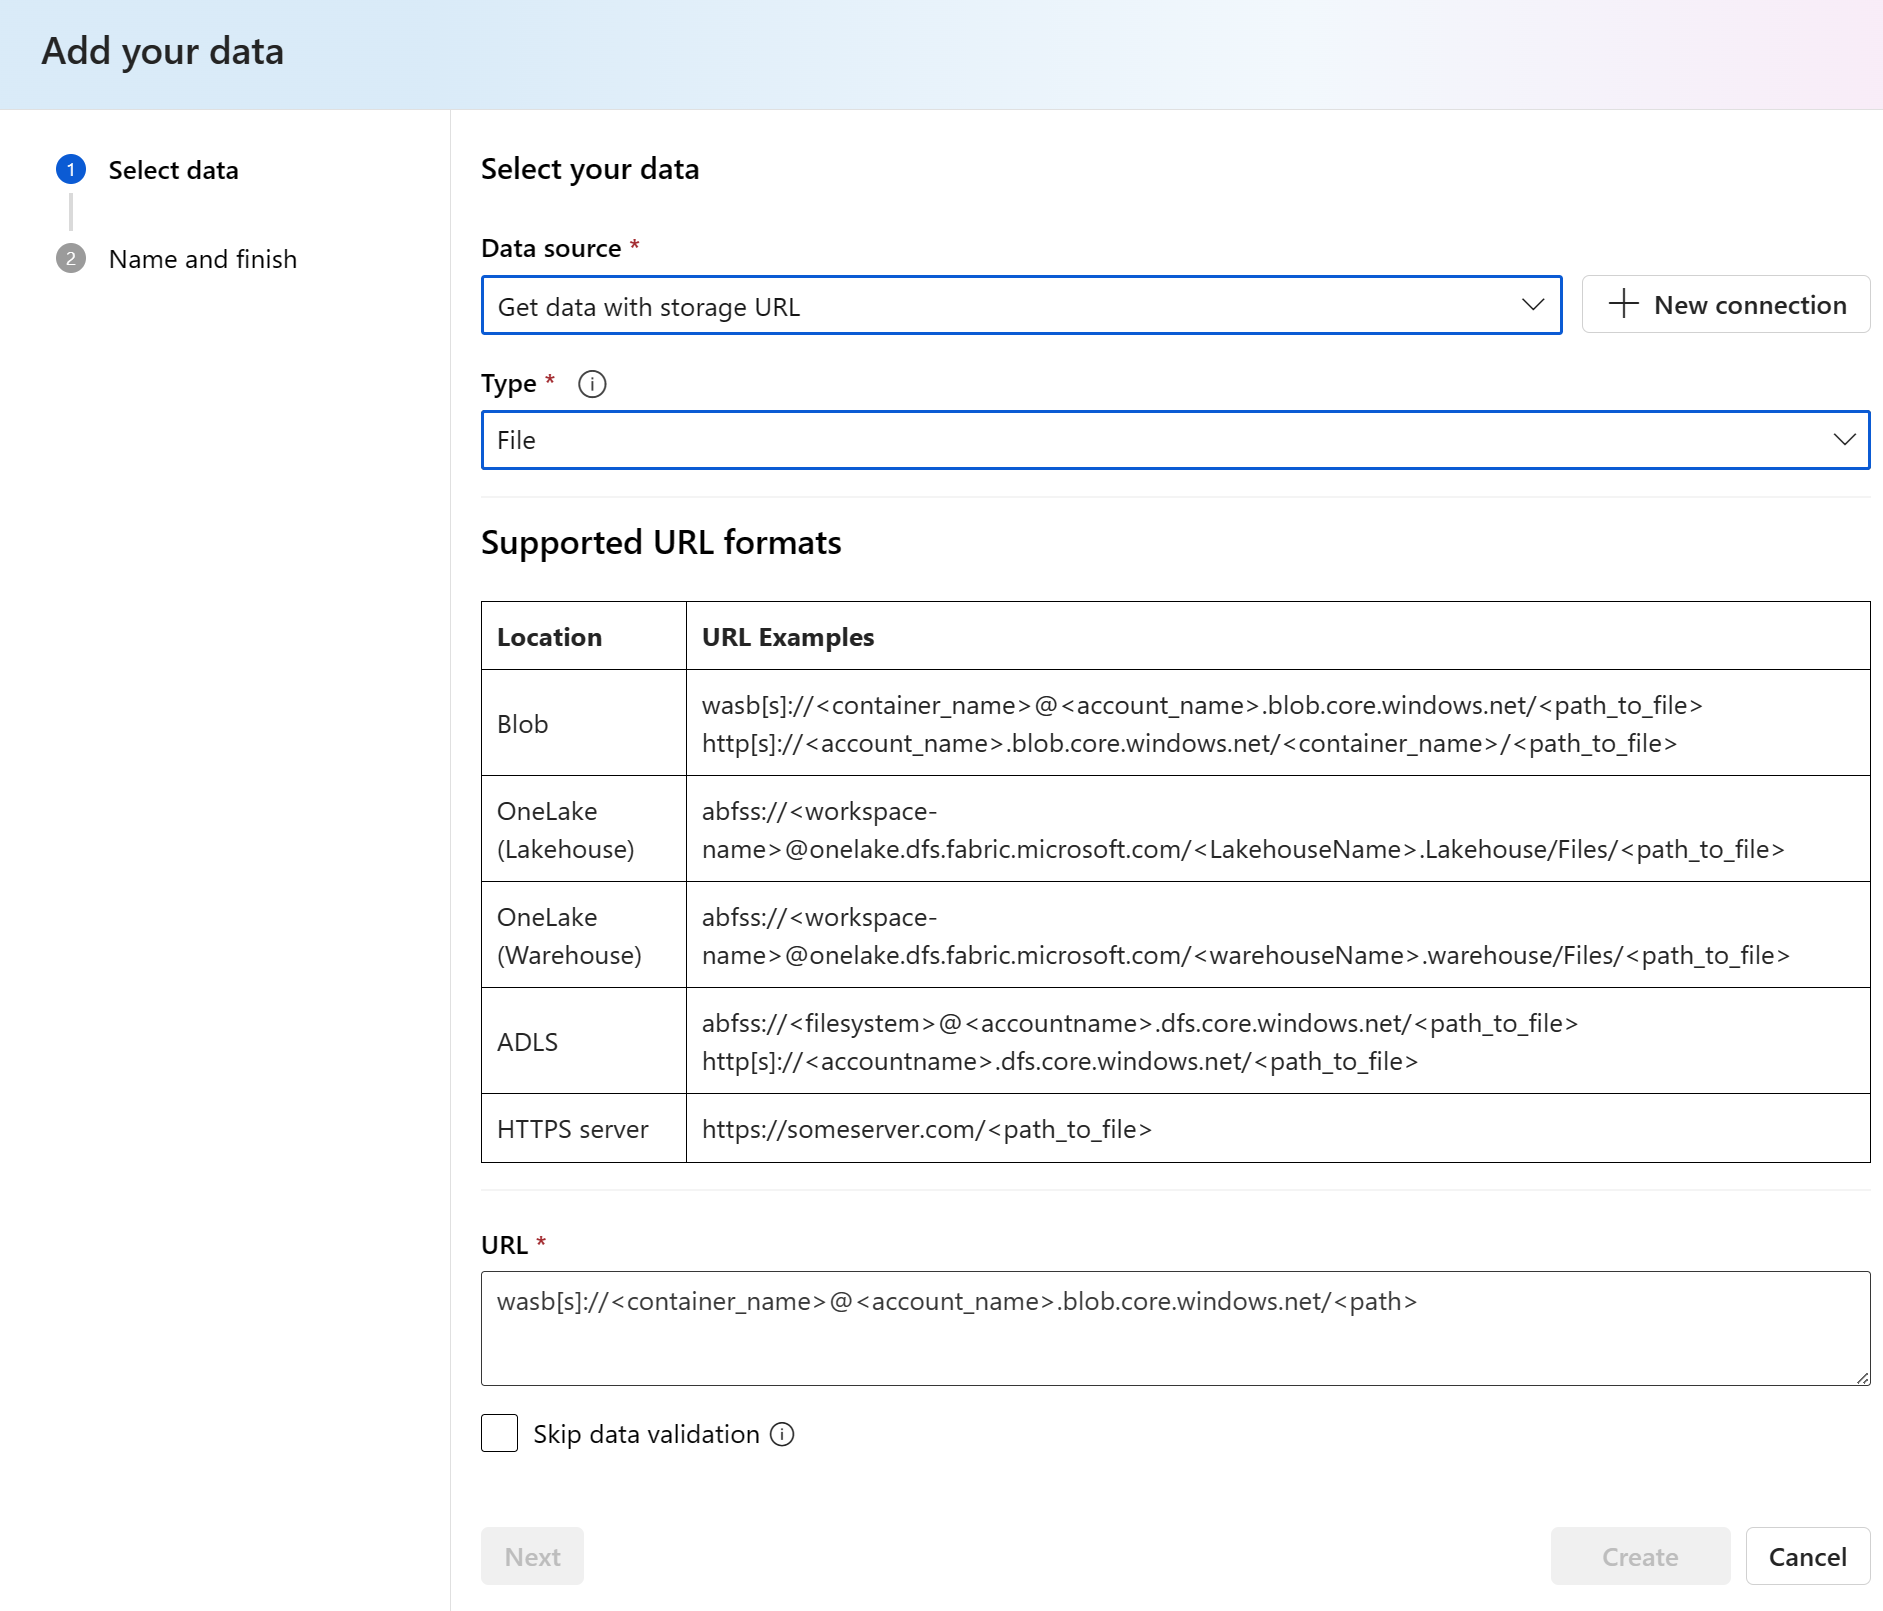 Add your data
1 Select data
2 Name and finish
Select your data
Data source *
Get data with storage URL
New connection
Type *
File
Supported URL formats
Location URL Examples
Blob
wasb[s]://<container_name>@<account_name>.blob.core.windows.net/<path_to_file>
http[s]://<account_name>.blob.core.windows.net/<container_name>/<path_to_file>
OneLake
(Lakehouse)
abfss://<workspace-
name>@onelake.dfs.fabric.microsoft.com/<LakehouseName>.Lakehouse/Files/<path_to_file>
OneLake
(Warehouse)
abfss://<workspace-
name>@onelake.dfs.fabric.microsoft.com/<warehouseName>.warehouse/Files/<path_to_file>
ADLS
abfss://<filesystem>@<accountname>.dfs.core.windows.net/<path_to_file>
http[s]://<accountname>.dfs.core.windows.net/<path_to_file>
HTTPS server https://someserver.com/<path_to_file>
URL *
wasb[s]://<container_name>@<account_name>.blob.core.windows.net/<path>
Skip data validation
Next
Create
Cancel